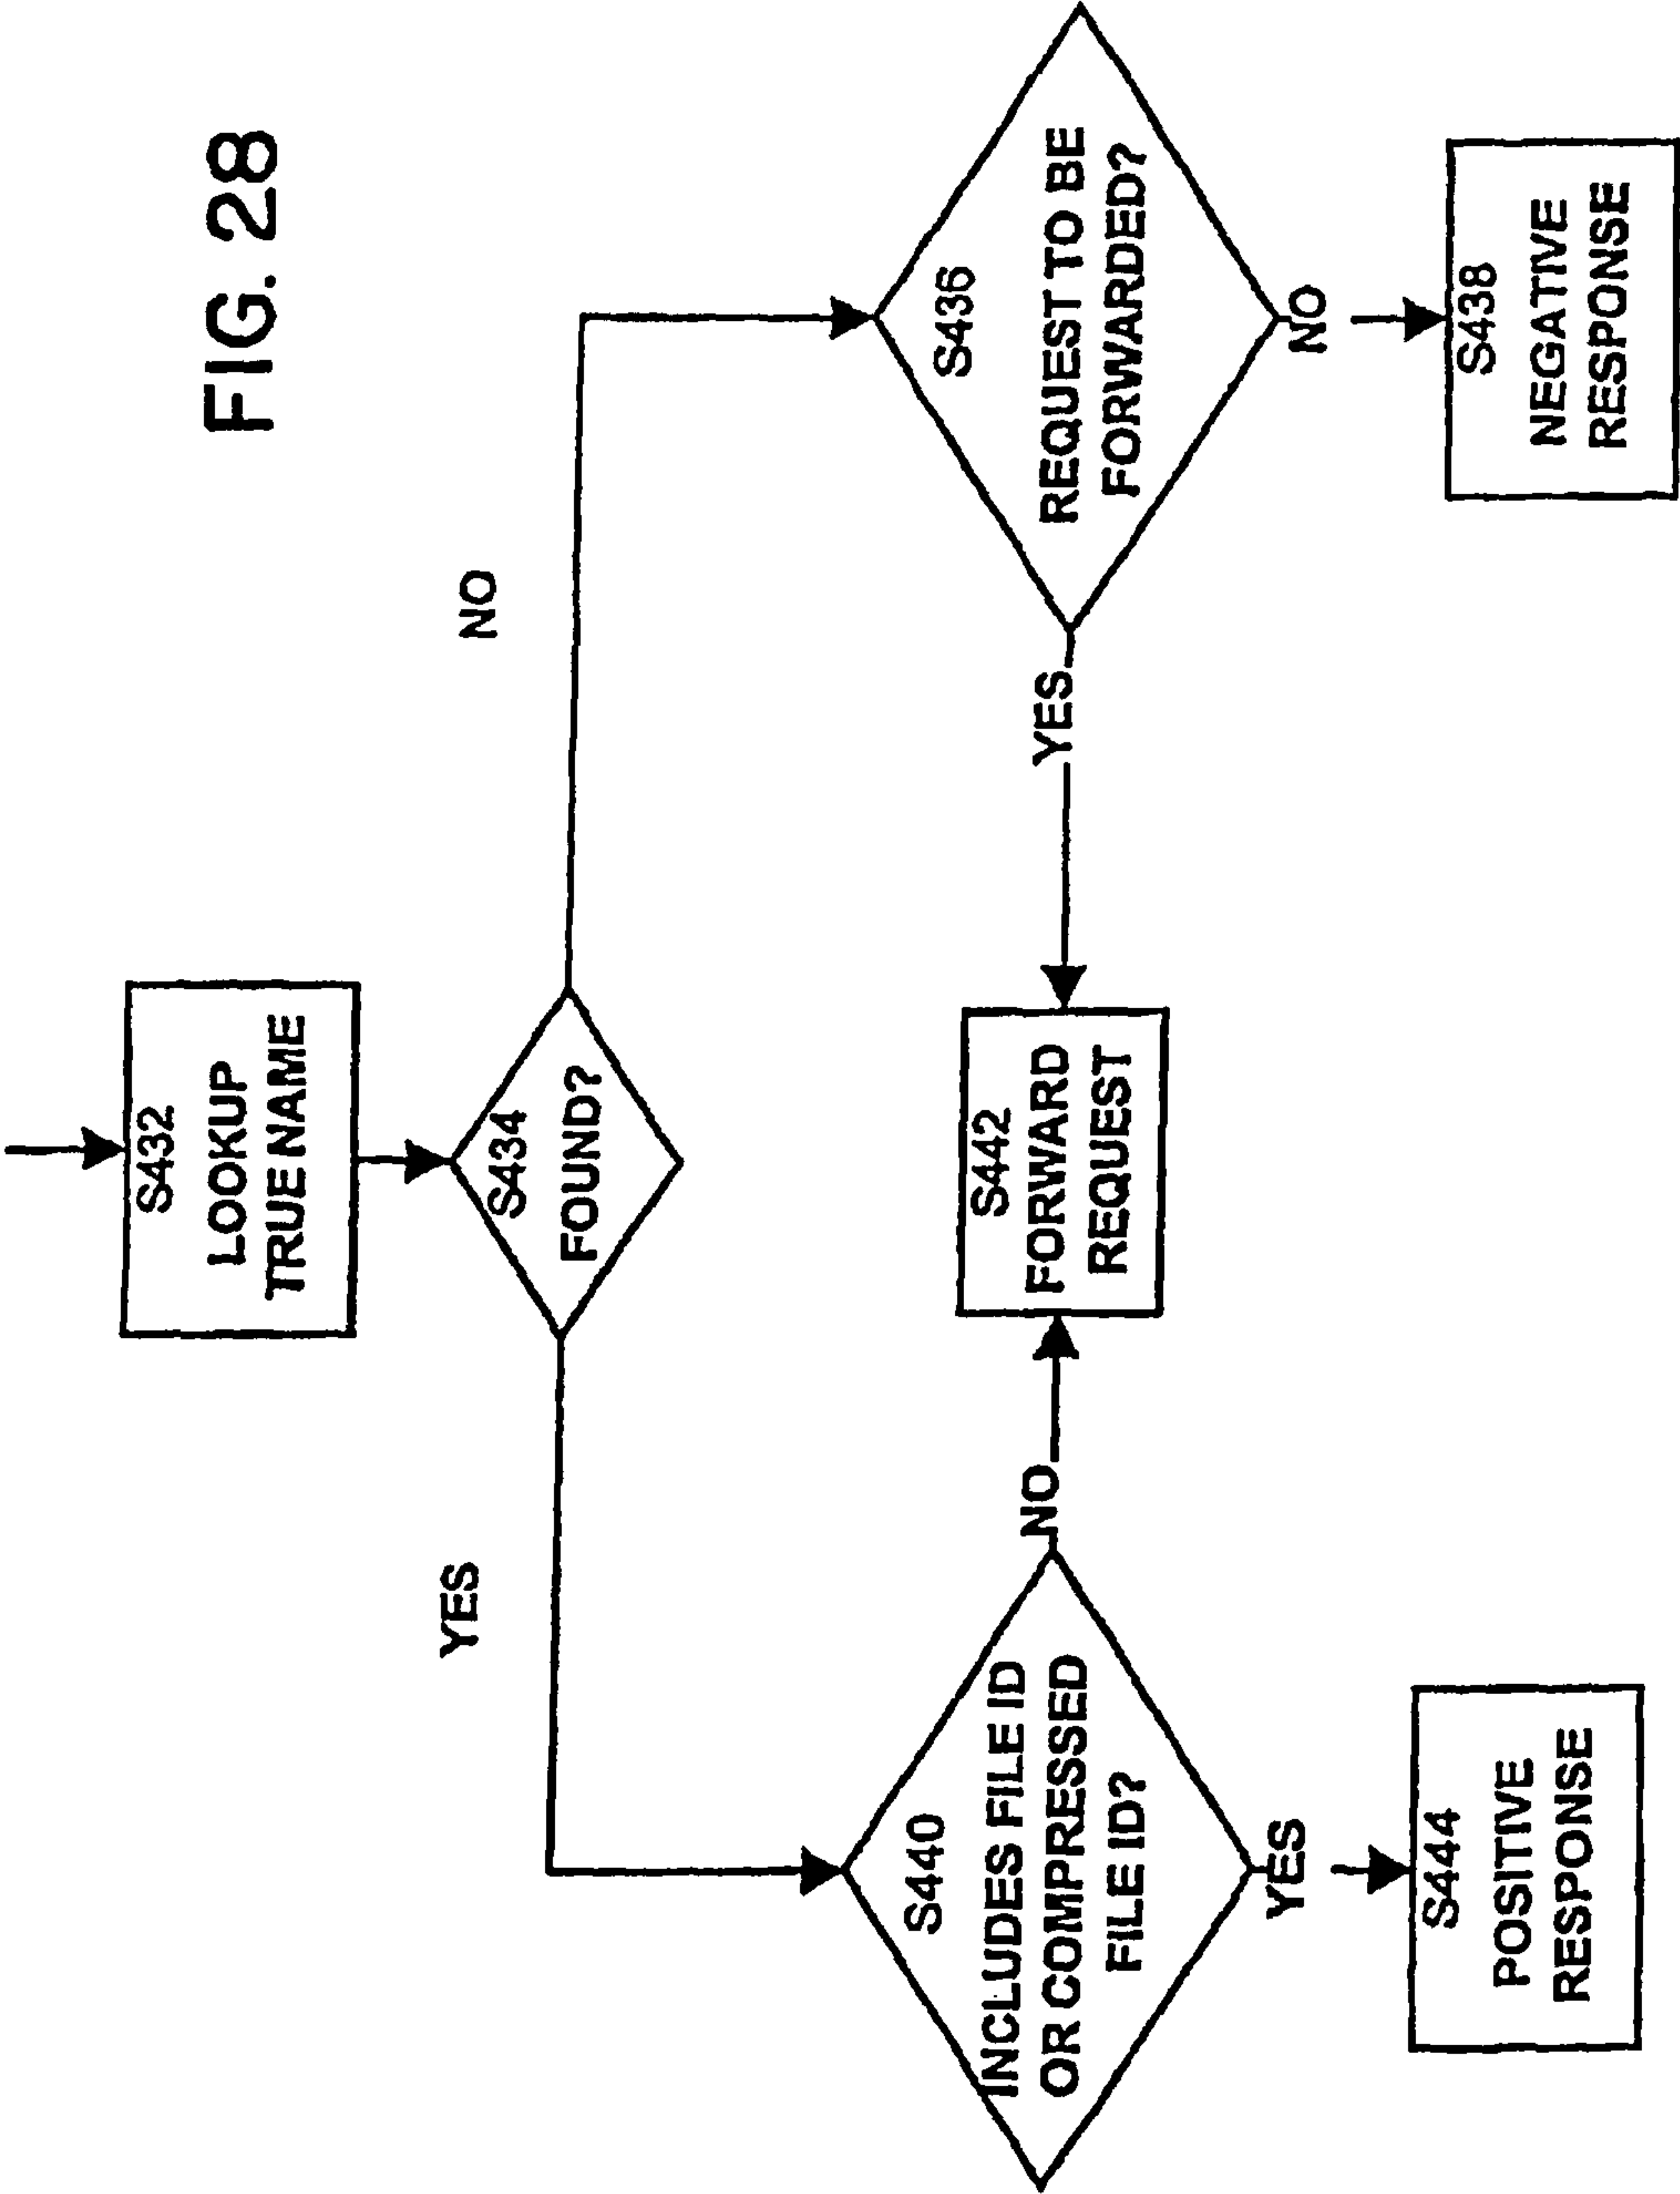 FIG. 28
S432
LOOKUP
TRUE NAME
S434
FOUND?
YES
NO
S440
INCLUDES FILE ID
OR COMPRESSED
FILE ID?
NO
S442
FORWARD
REQUEST
YES
S436
REQUEST TO BE
FORWARDED?
YES
NO
S444
POSITIVE
RESPONSE
S438
NEGATIVE
RESPONSE